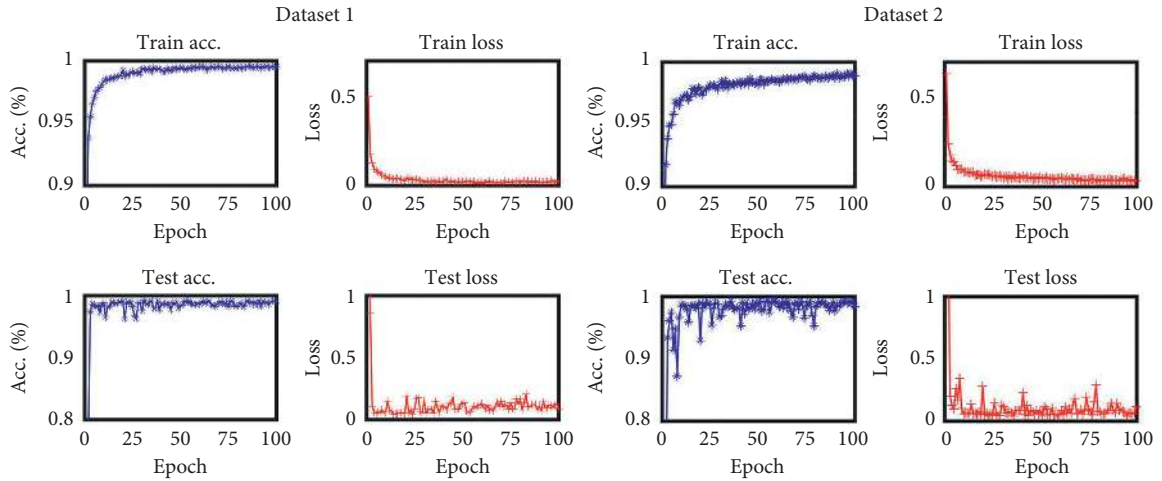 Dataset 1
Dataset 2
Train acc.
Train loss
Train acc.
Train loss
1
0.95
0.9
Acc. (%)
0 25 50 75 100
Epoch
0.5
0
Loss
0 25 50 75 100
Epoch
1
0.95
0.9
Acc. (%)
0 25 50 75 100
Epoch
0.5
0
Loss
0 25 50 75 100
Epoch
Test acc.
Test loss
Test acc.
Test loss
1
0.9
0.8
Acc. (%)
0 25 50 75 100
Epoch
1
0.5
0
Loss
0 25 50 75 100
Epoch
1
0.9
0.8
Acc. (%)
0 25 50 75 100
Epoch
1
0.5
0
Loss
0 25 50 75 100
Epoch